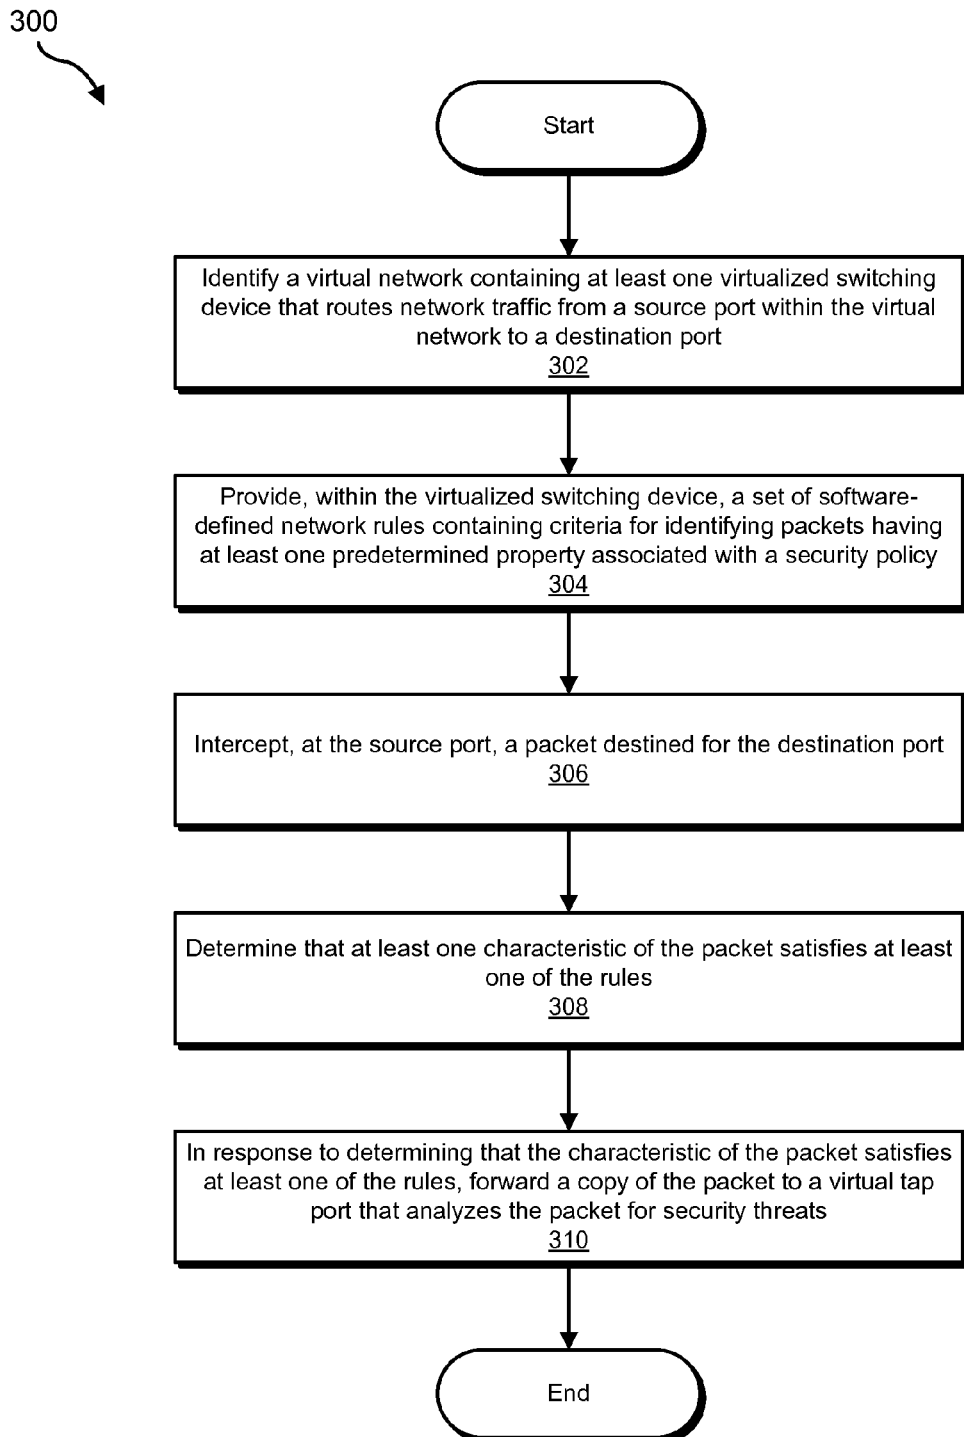 300
Start
Identify a virtual network containing at least one virtualized switching
device that routes network traffic from a source port within the virtual
network to a destination port
302
Provide, within the virtualized switching device, a set of software-
defined network rules containing criteria for identifying packets having
at least one predetermined property associated with a security policy
304
Intercept, at the source port, a packet destined for the destination port
306
Determine that at least one characteristic of the packet satisfies at least
one of the rules
308
In response to determining that the characteristic of the packet satisfies
at least one of the rules, forward a copy of the packet to a virtual tap
port that analyzes the packet for security threats
310
End